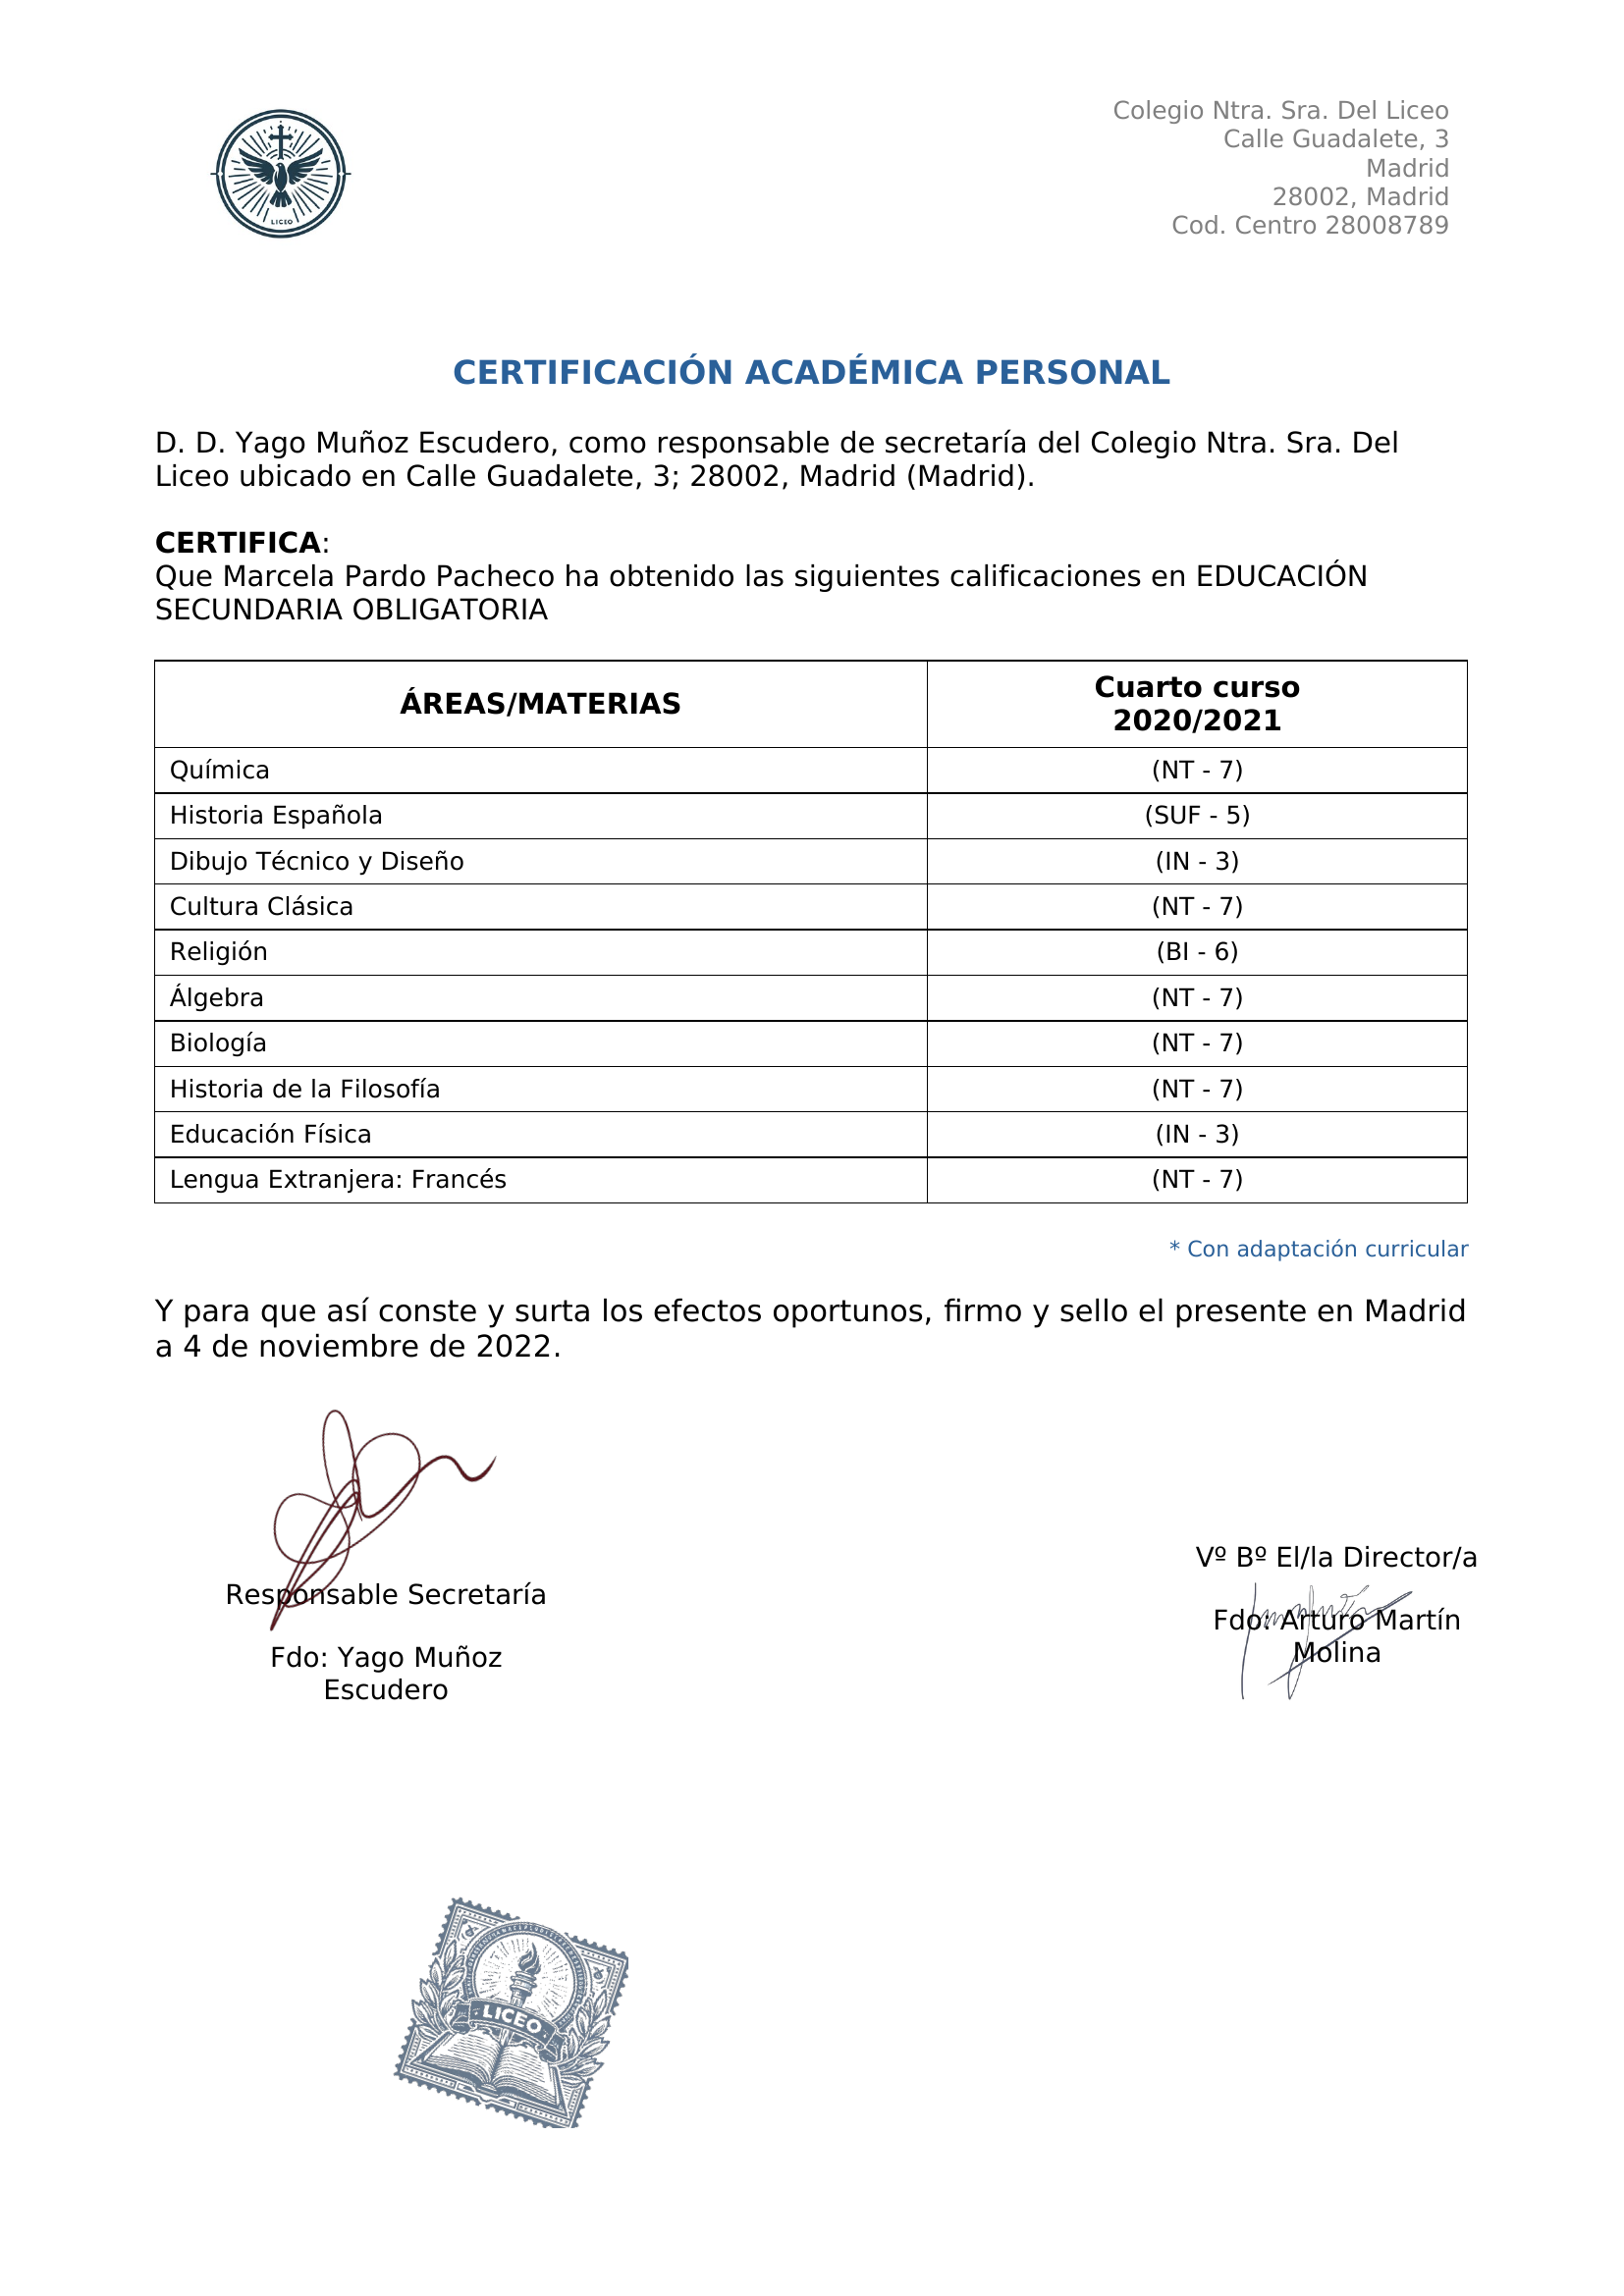 LICEO
Colegio Ntra. Sra. Del Liceo
Calle Guadalete, 3
Madrid
28002, Madrid
Cod. Centro 28008789
CERTIFICACIÓN ACADÉMICA PERSONAL
D. D. Yago Muñoz Escudero, como responsable de secretaría del Colegio Ntra. Sra. Del
Liceo ubicado en Calle Guadalete, 3; 28002, Madrid (Madrid).
CERTIFICA:
Que Marcela Pardo Pacheco ha obtenido las siguientes calificaciones en EDUCACIÓN
SECUNDARIA OBLIGATORIA
ÁREAS/MATERIAS
Cuarto curso
2020/2021
Química (NT - 7)
Historia Española (SUF - 5)
Dibujo Técnico y Diseño (IN - 3)
Cultura Clásica (NT - 7)
Religión (BI - 6)
Álgebra (NT - 7)
Biología (NT - 7)
Historia de la Filosofía (NT - 7)
Educación Física (IN - 3)
Lengua Extranjera: Francés (NT - 7)
* Con adaptación curricular
Y para que así conste y surta los efectos oportunos, firmo y sello el presente en Madrid
a 4 de noviembre de 2022.
Responsable Secretaría
Fdo: Yago Muñoz
Escudero
Vº Bº El/la Director/a
Fdo: Arturo Martín
Molina
LICEO